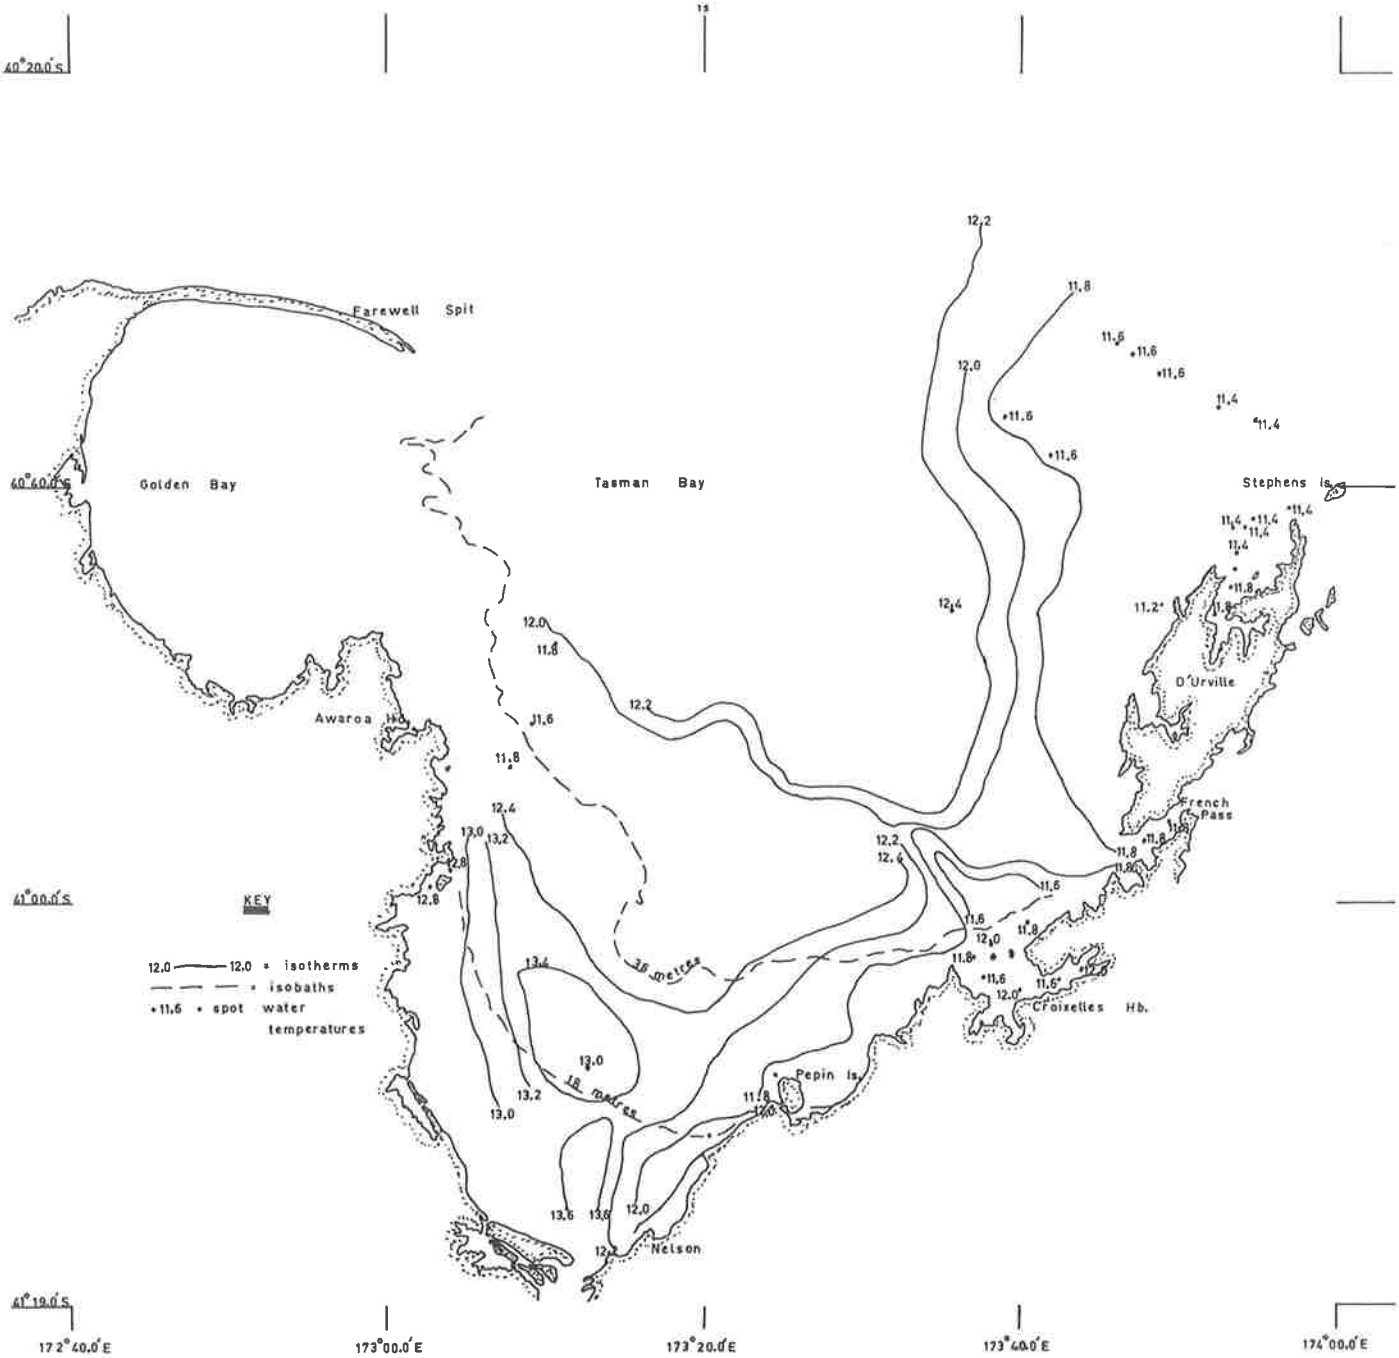 15
40°20.0'S
12.2
11.8
Farewell Spit
11.6
11.6
12.0
11.6
11.4
11.6
11.4
11.6
40°40.0'S
Golden Bay
Tasman Bay
Stephens Is.
11.4
11.4
11.4
11.4
11.4
11.8
12.4
11.2
11.8
12.0
11.8
D'Urville
12.2
Awaroa Hd.
11.6
11.8
French
Pass
12.4
13.0
13.2
12.2
11.8
11.8
12.4
12.8
11.8
11.6
12.8
41°00.0'S
KEY
11.6
11.8
12.0
11.8
12.0 12.0 = isotherms
13.4
36 metres
isobaths
11.6
11.6
12.0
•11.6 • spot water
temperatures
Croixelles Hb.
13.0
18 metres
Pepin Is.
13.2
11.8
12.0
13.0
13.6
13.6
12.0
Nelson
41°19.0'S
172°40.0'E
173°00.0'E
173°20.0'E
173°40.0'E
174°00.0'E